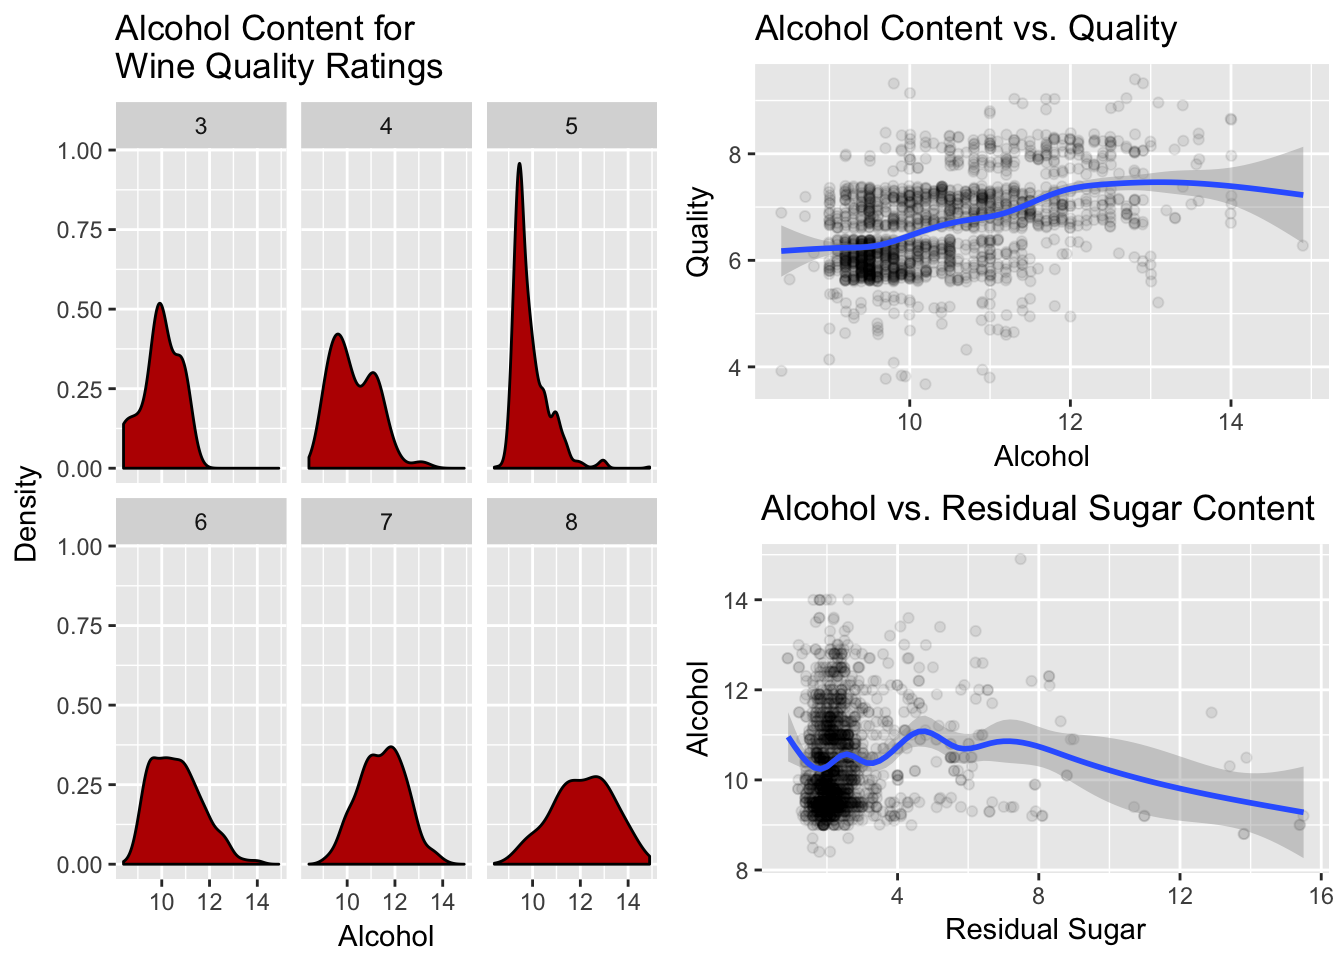 Alcohol Content for
Wine Quality Ratings
3 4 5
1.00
0.75
0.50
0.25
0.00
6 7 8
1.00
0.75
0.50
0.25
0.00
10 12 14 10 12 14 10 12 14
Alcohol
Density
Alcohol Content vs. Quality
8
6
4
10 12 14
Alcohol
Quality
Alcohol vs. Residual Sugar Content
14
12
10
8
4 8 12 16
Residual Sugar
Alcohol